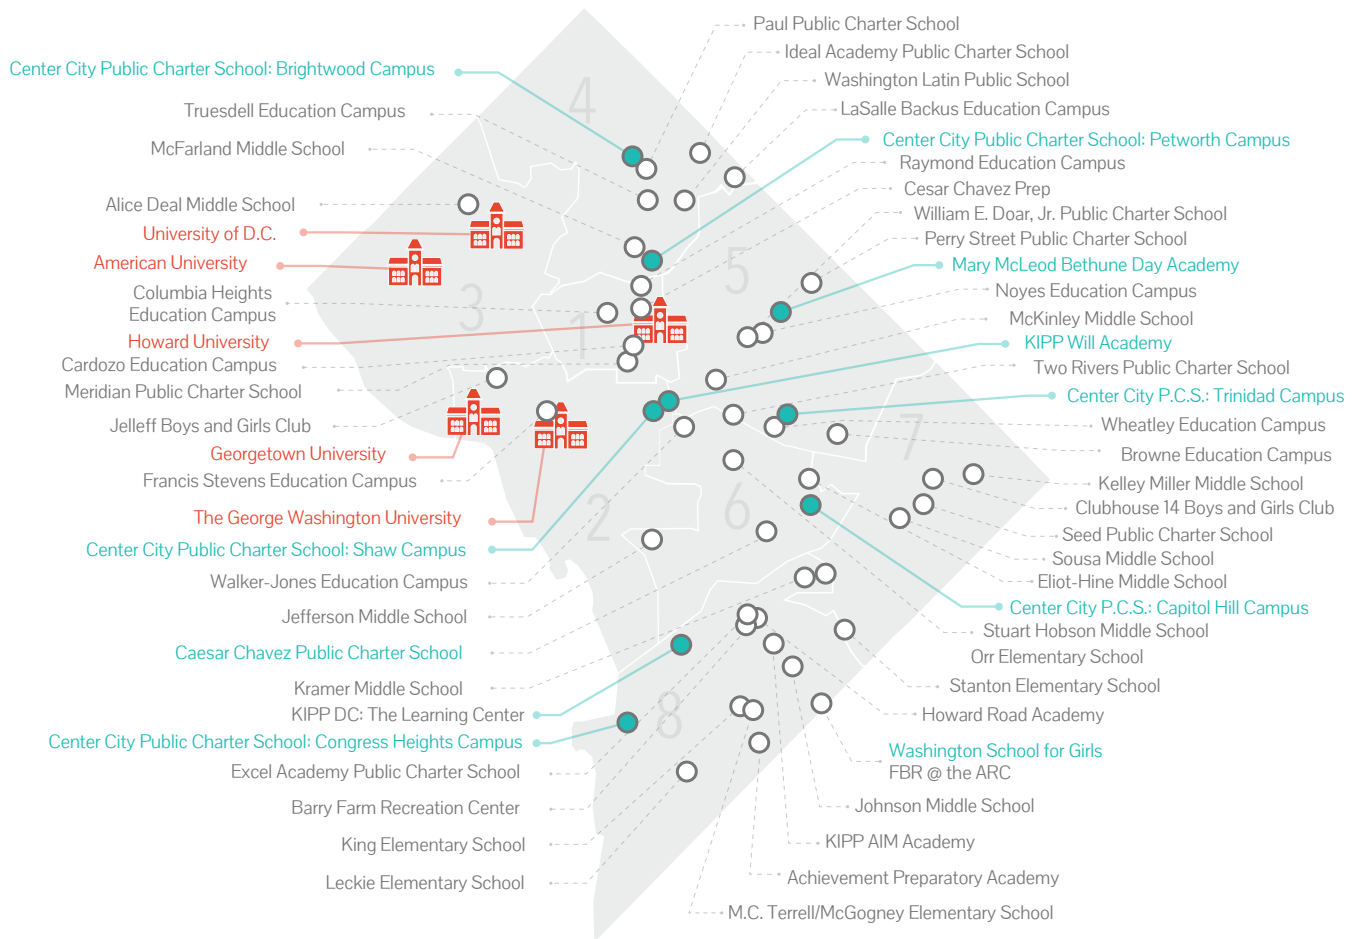 Paul Public Charter School
Ideal Academy Public Charter School
Center City Public Charter School: Brightwood Campus
Washington Latin Public School
4
Truesdell Education Campus
LaSalle Backus Education Campus
McFarland Middle School
Center City Public Charter School: Petworth Campus
Raymond Education Campus
Cesar Chavez Prep
Alice Deal Middle School
William E. Doar, Jr. Public Charter School
University of D.C.
Perry Street Public Charter School
American University
5
Mary McLeod Bethune Day Academy
Columbia Heights
Education Campus
3
Noyes Education Campus
McKinley Middle School
Howard University
1
KIPP Will Academy
Cardozo Education Campus
Two Rivers Public Charter School
Meridian Public Charter School
Center City P.C.S.: Trinidad Campus
Jelleff Boys and Girls Club
Wheatley Education Campus
7
Georgetown University
Browne Education Campus
Francis Stevens Education Campus
Kelley Miller Middle School
Clubhouse 14 Boys and Girls Club
The George Washington University
2
6
Seed Public Charter School
Center City Public Charter School: Shaw Campus
Sousa Middle School
Walker-Jones Education Campus
Eliot-Hine Middle School
Jefferson Middle School
Center City P.C.S.: Capitol Hill Campus
Stuart Hobson Middle School
Caesar Chavez Public Charter School
Orr Elementary School
Kramer Middle School
Stanton Elementary School
KIPP DC: The Learning Center
8
Howard Road Academy
Center City Public Charter School: Congress Heights Campus
Washington School for Girls
FBR @ the ARC
Excel Academy Public Charter School
Barry Farm Recreation Center
Johnson Middle School
King Elementary School
KIPP AIM Academy
Leckie Elementary School
Achievement Preparatory Academy
M.C. Terrell/McGogney Elementary School